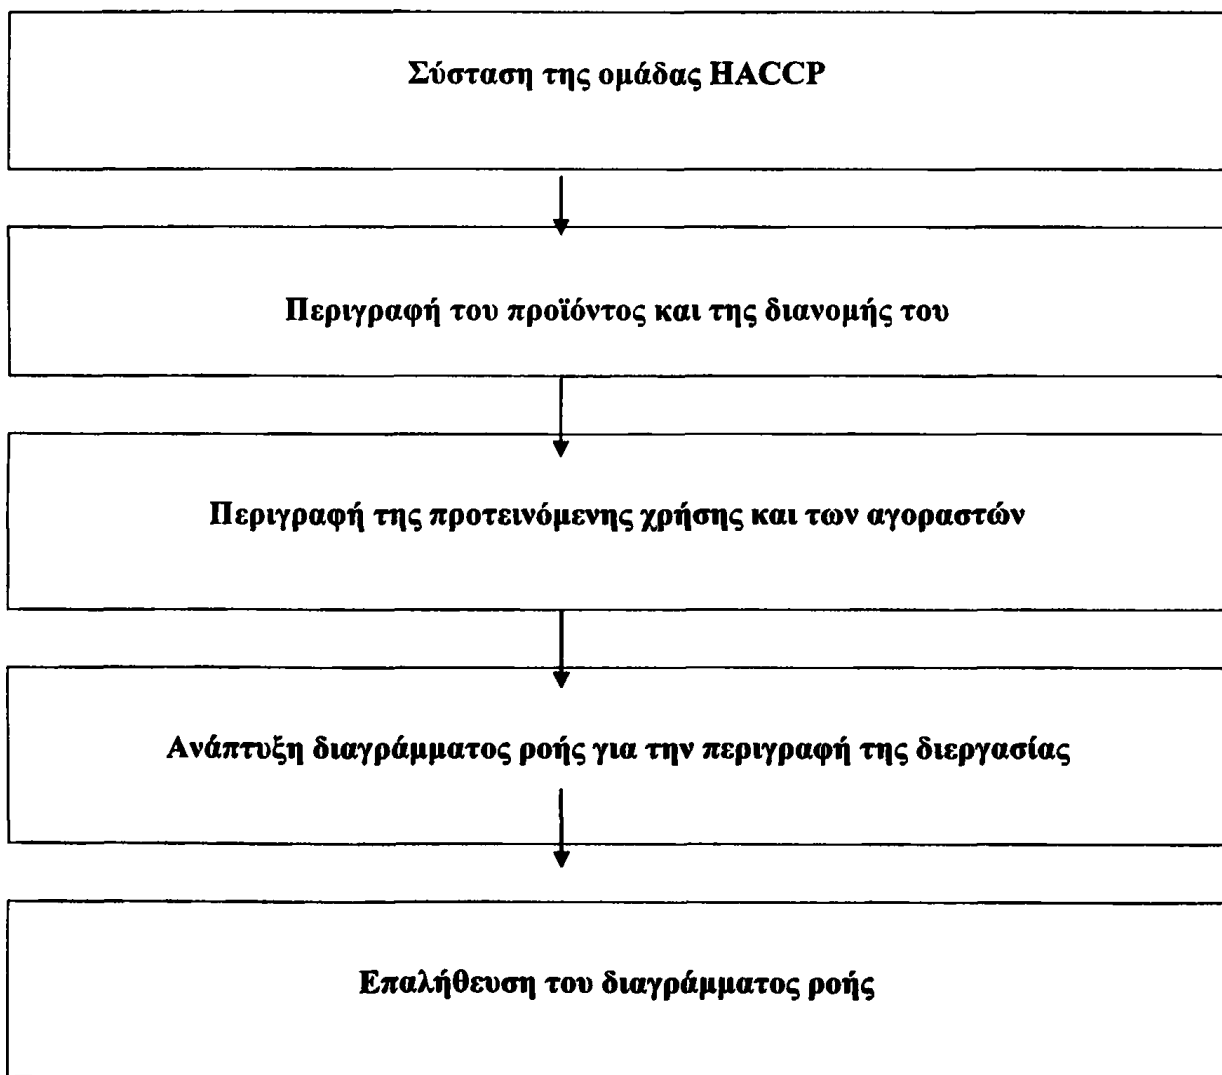 Σύσταση της ομάδας HACCP
Περιγραφή του προϊόντος και της διανομής του
Περιγραφή της προτεινόμενης χρήσης και των αγοραστών
Ανάπτυξη διαγράμματος ροής για την περιγραφή της διεργασίας
Επαλήθευση του διαγράμματος ροής